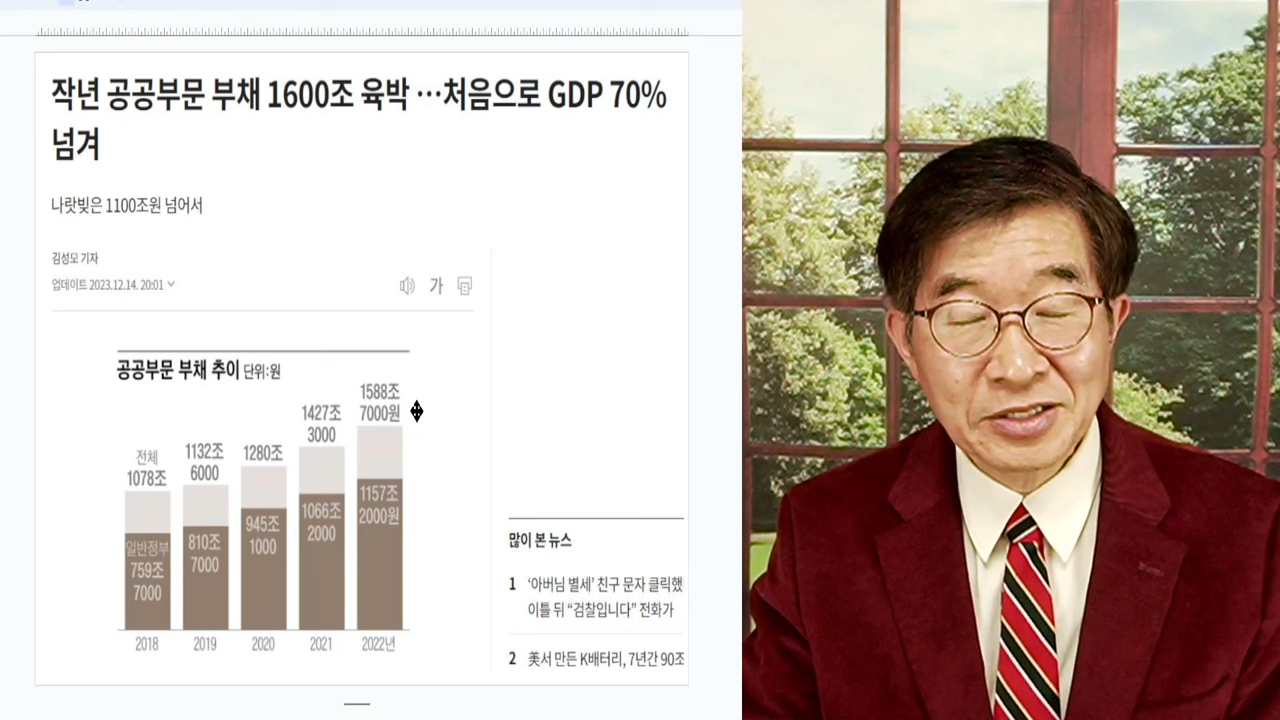 작년 공공부문 부채 1600조 육박 …처음으로 GDP 70%
넘겨
나랏빚은 1100조원 넘어서
김성모 기자
업데이트 2023.12.14. 20:01
가
공공부문 부채 추이 단위:원
전체
1078조
1132조
6000
1280조
1427조
3000
1588조
7000원
일반정부
759조
7000
810조
7000
945조
1000
1066조
2000
1157조
2000원
2018
2019
2020
2021
2022년
많이 본 뉴스
1 ‘아버님 별세’ 친구 문자 클릭했
이틀 뒤 “검찰입니다” 전화가
2 美서 만든 K배터리, 7년간 90조